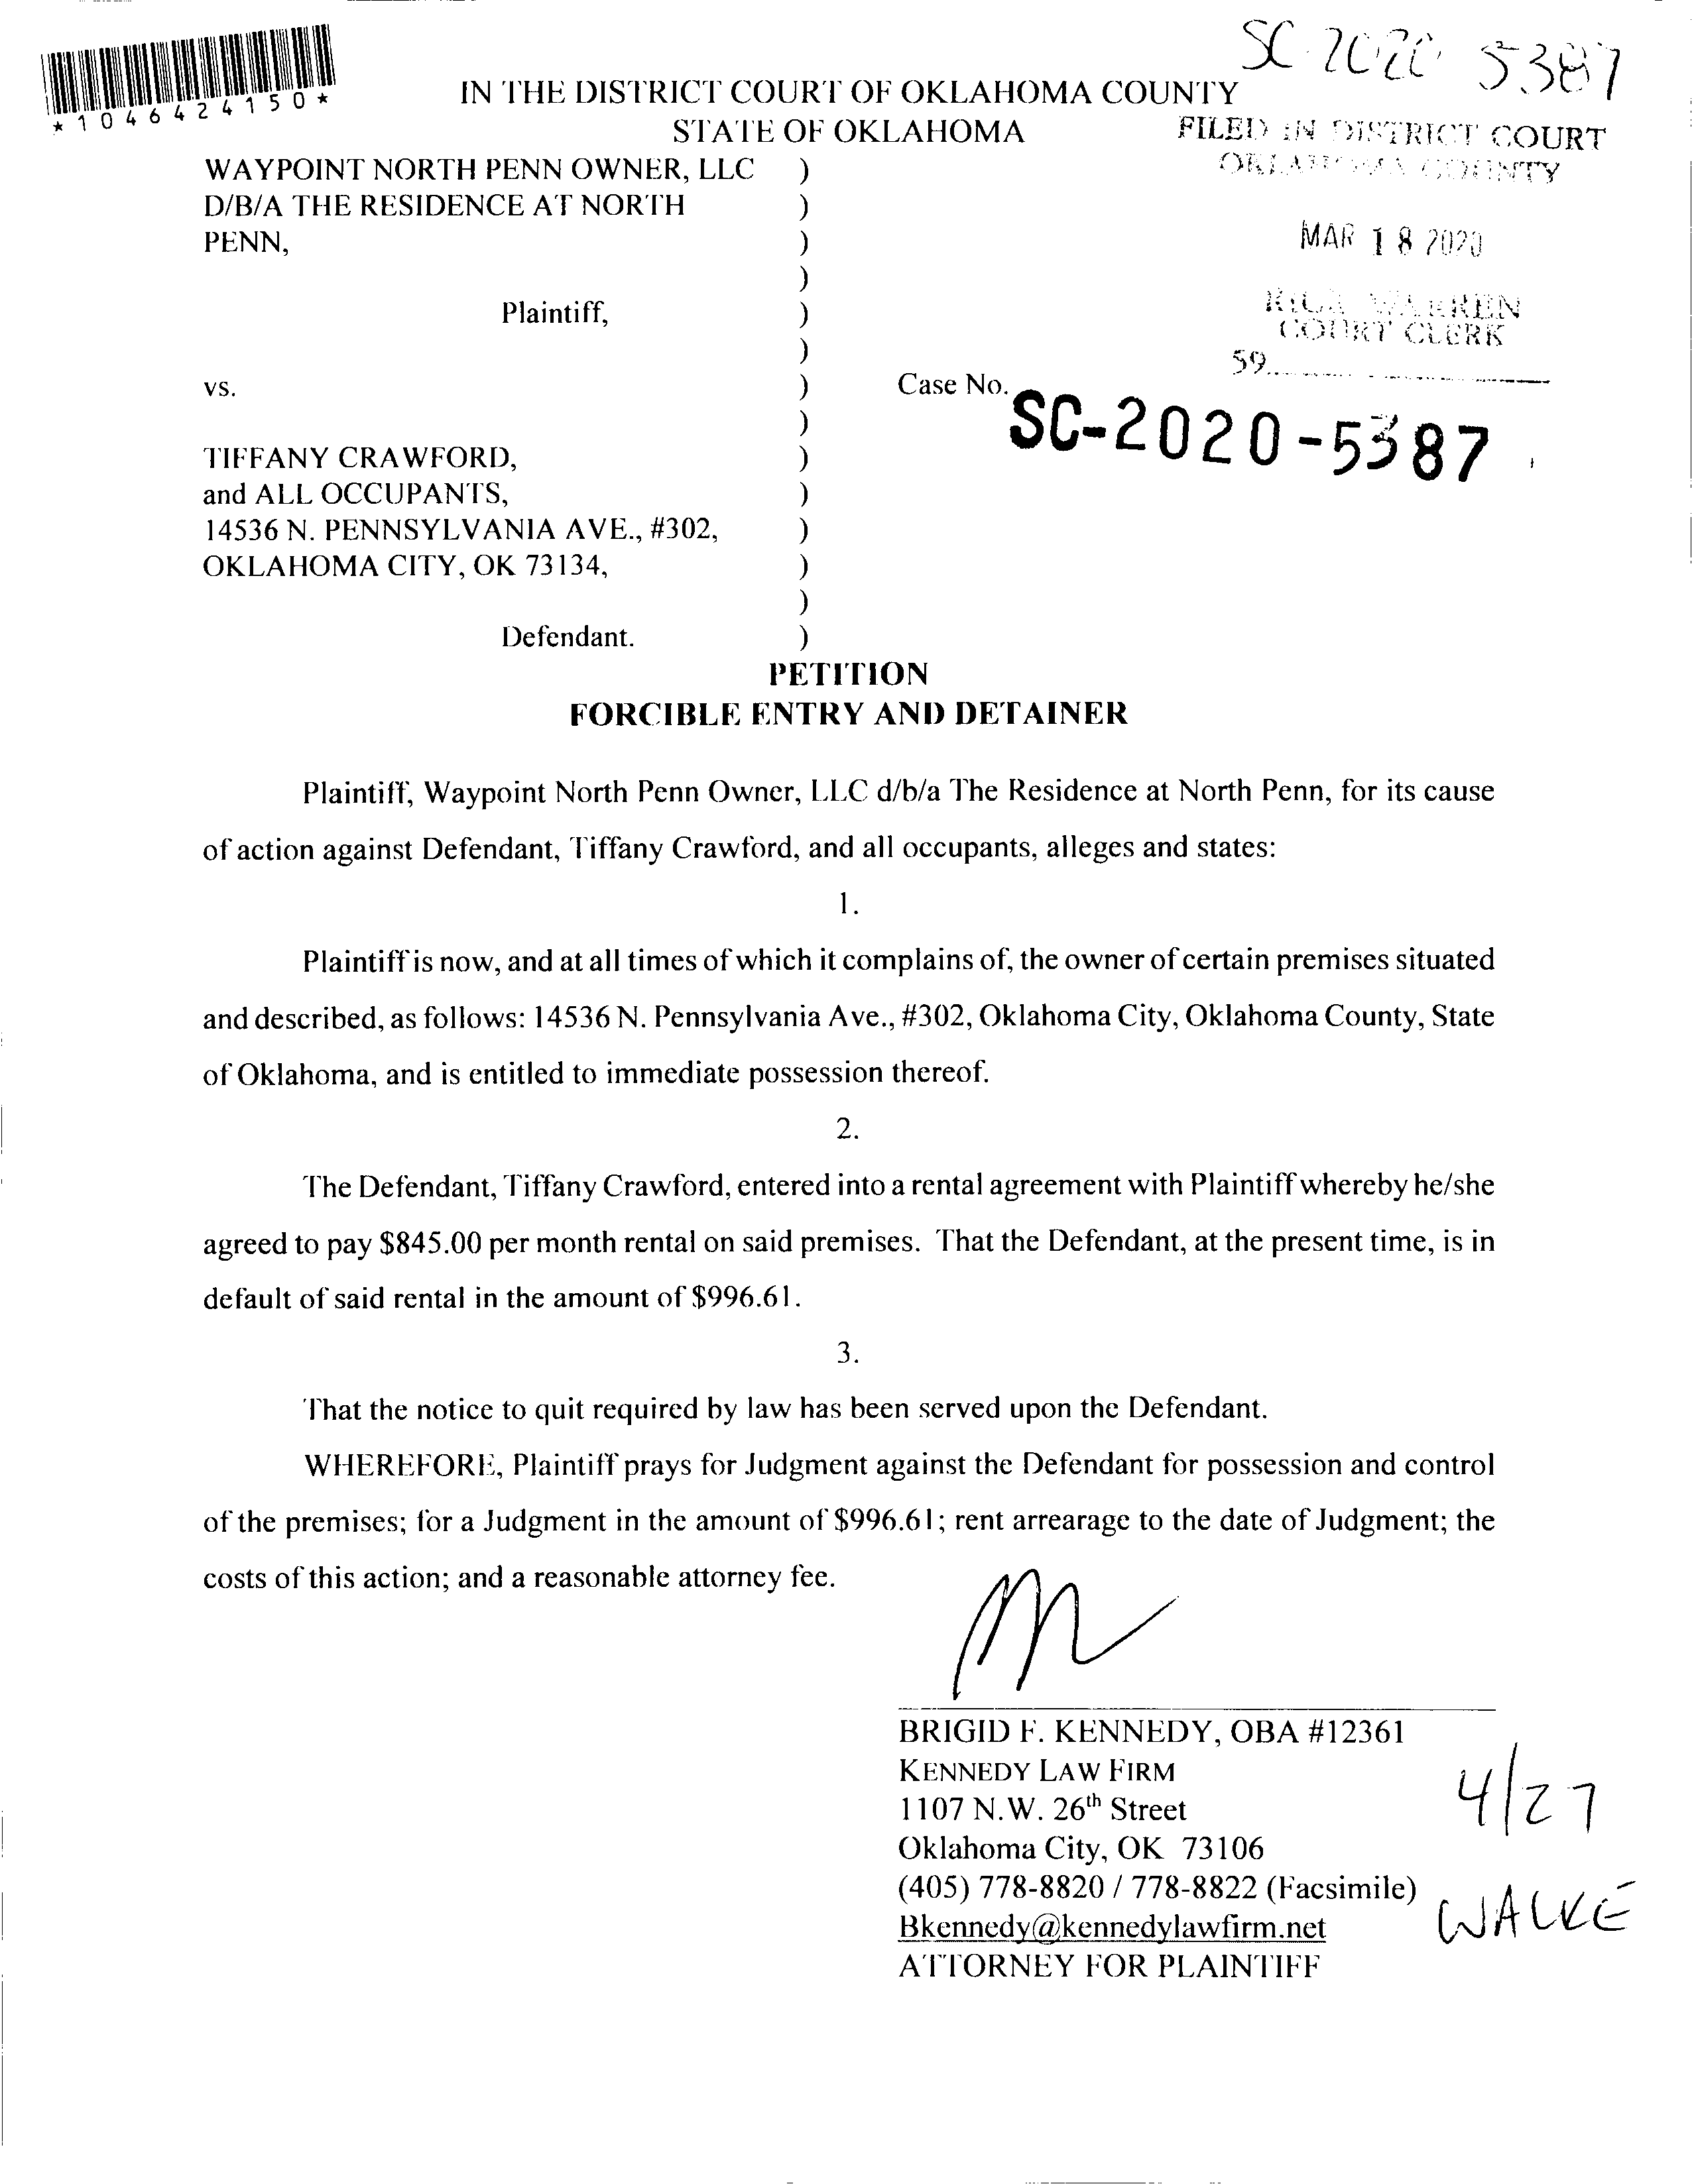 SC 2020 5387
*1046424150*
IN THE DISTRICT COURT OF OKLAHOMA COUNTY
STATE OF OKLAHOMA
FILED IN DISTRICT COURT
OKLAHOMA COUNTY
MAR 18 2020
RICK WARREN
COURT CLERK
59
WAYPOINT NORTH PENN OWNER, LLC )
D/B/A THE RESIDENCE AT NORTH )
PENN, )
)
Plaintiff, )
)
vs. )
Case No. SC-2020-5387
)
TIFFANY CRAWFORD, )
and ALL OCCUPANTS, )
14536 N. PENNSYLVANIA AVE., #302, )
OKLAHOMA CITY, OK 73134, )
)
Defendant. )
PETITION
FORCIBLE ENTRY AND DETAINER
Plaintiff, Waypoint North Penn Owner, LLC d/b/a The Residence at North Penn, for its cause
of action against Defendant, Tiffany Crawford, and all occupants, alleges and states:
1.
Plaintiff is now, and at all times of which it complains of, the owner of certain premises situated
and described, as follows: 14536 N. Pennsylvania Ave., #302, Oklahoma City, Oklahoma County, State
of Oklahoma, and is entitled to immediate possession thereof.
2.
The Defendant, Tiffany Crawford, entered into a rental agreement with Plaintiff whereby he/she
agreed to pay $845.00 per month rental on said premises. That the Defendant, at the present time, is in
default of said rental in the amount of $996.61.
3.
That the notice to quit required by law has been served upon the Defendant.
WHEREFORE, Plaintiff prays for Judgment against the Defendant for possession and control
of the premises; for a Judgment in the amount of $996.61; rent arrearage to the date of Judgment; the
costs of this action; and a reasonable attorney fee.
BRIGID F. KENNEDY, OBA #12361
KENNEDY LAW FIRM
1107 N.W. 26th Street
Oklahoma City, OK 73106
(405) 778-8820 / 778-8822 (Facsimile)
Bkennedy@kennedylawfirm.net
ATTORNEY FOR PLAINTIFF
4/27
WALKE